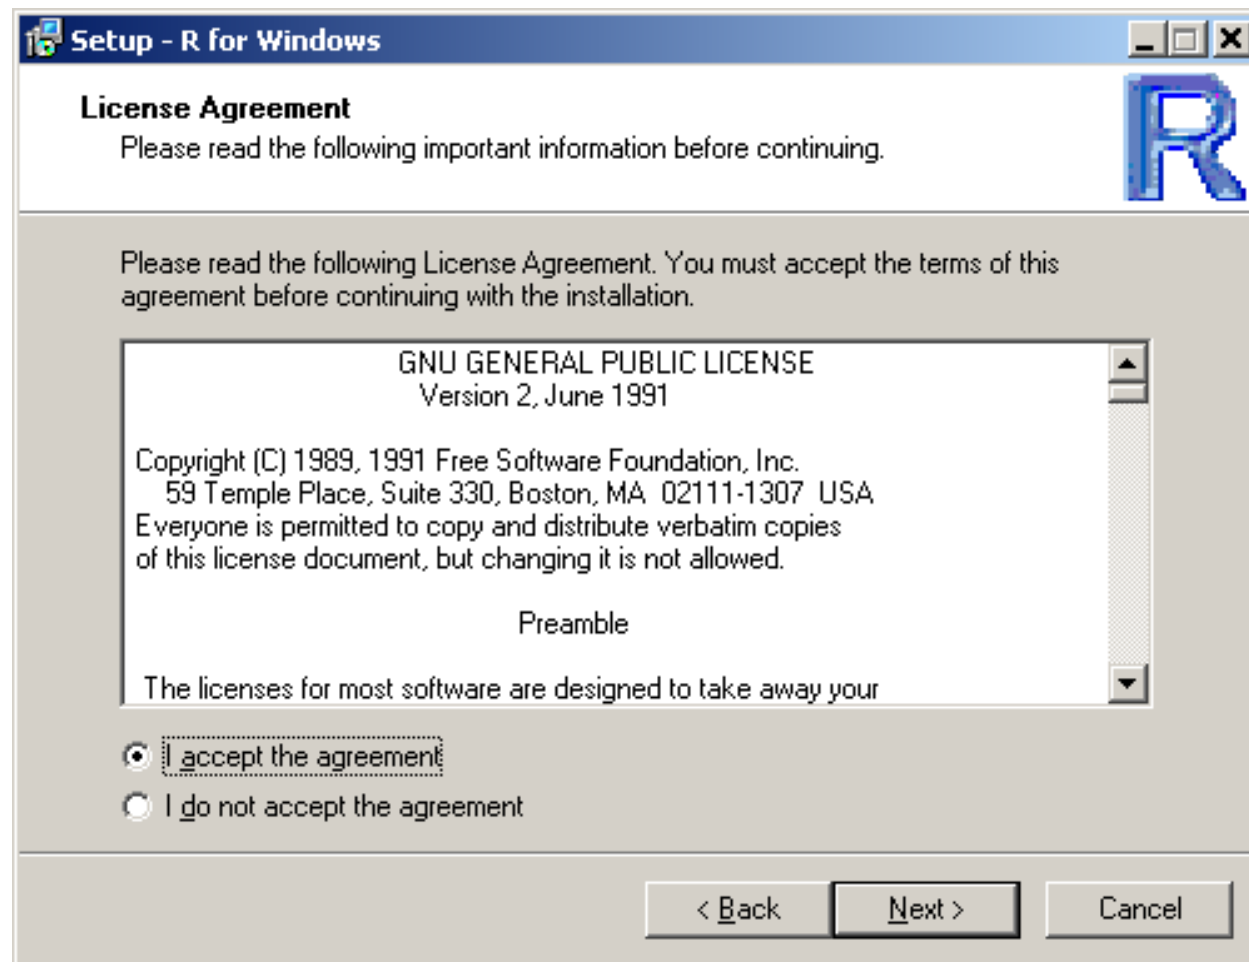 Setup - R for Windows
License Agreement
Please read the following important information before continuing.
R
Please read the following License Agreement. You must accept the terms of this
agreement before continuing with the installation.
GNU GENERAL PUBLIC LICENSE
Version 2, June 1991
Copyright (C) 1989, 1991 Free Software Foundation, Inc.
59 Temple Place, Suite 330, Boston, MA  02111-1307  USA
Everyone is permitted to copy and distribute verbatim copies
of this license document, but changing it is not allowed.
Preamble
The licenses for most software are designed to take away your
I accept the agreement
I do not accept the agreement
< Back
Next >
Cancel